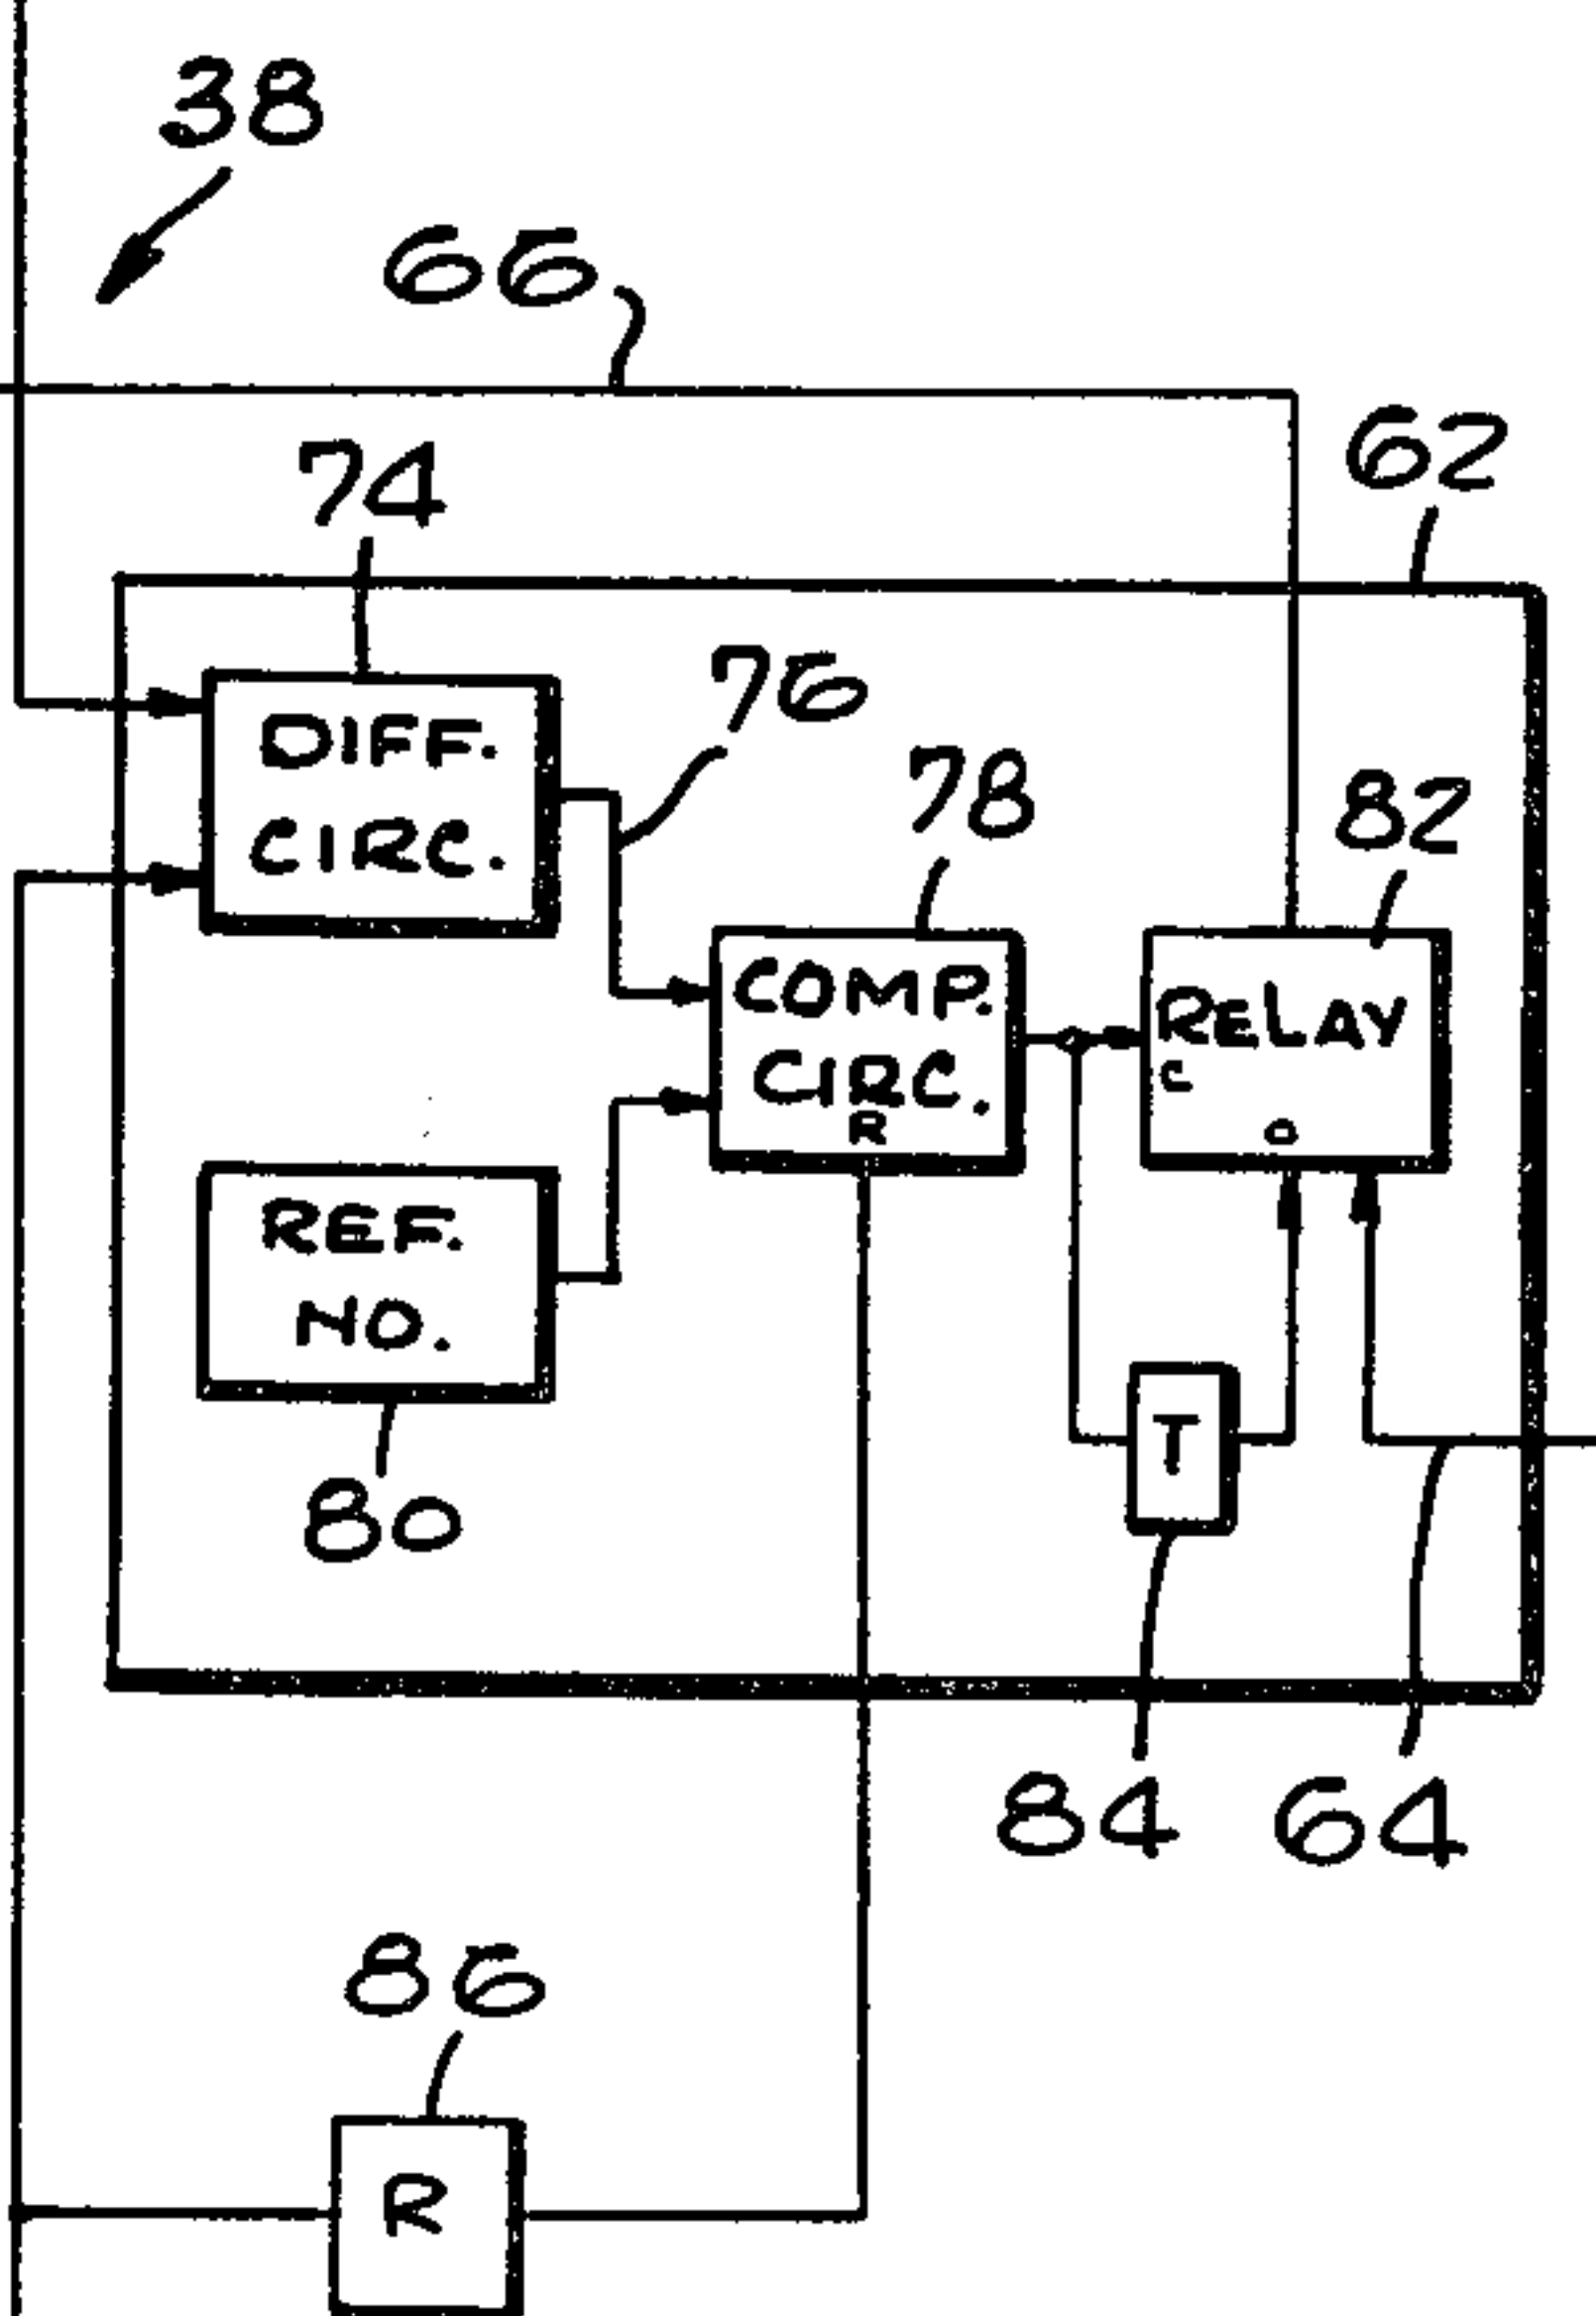 38
66
74
62
DIFF.
CIRC.
76
78
82
COMP.
CIRC.
R
RELAY
C
O
REF.
NO.
80
T
84
64
86
R